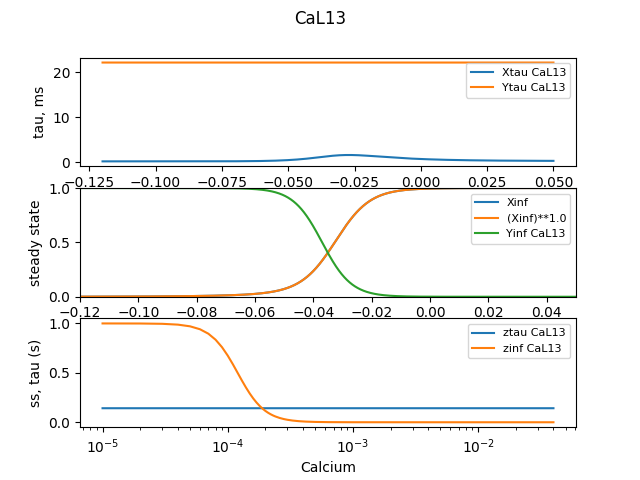 CaL13
tau, ms
20
10
0
Xtau CaL13
Ytau CaL13
−0.125 −0.100 −0.075 −0.050 −0.025 0.000 0.025 0.050
steady state
1.0
0.5
0.0
Xinf
(Xinf)**1.0
Yinf CaL13
−0.12 −0.10 −0.08 −0.06 −0.04 −0.02 0.00 0.02 0.04
ss, tau (s)
1.0
0.5
0.0
ztau CaL13
zinf CaL13
10⁻⁵ 10⁻⁴ 10⁻³ 10⁻²
Calcium